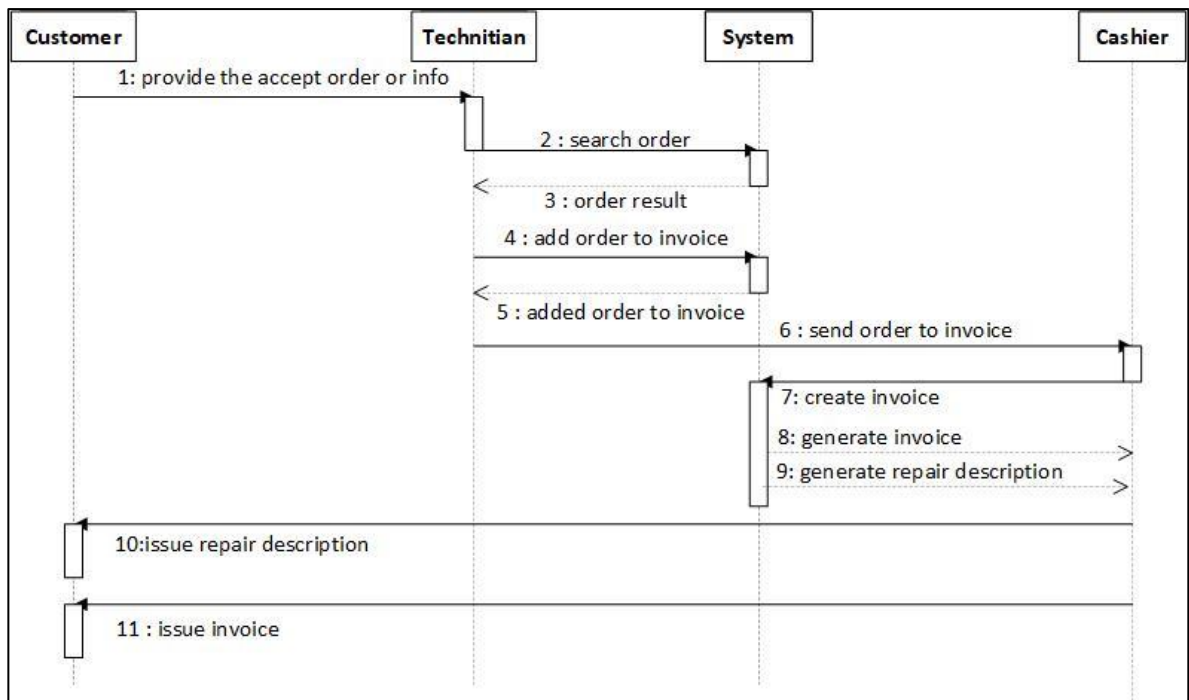 Customer
Technitian
System
Cashier
1: provide the accept order or info
2 : search order
3 : order result
4 : add order to invoice
5 : added order to invoice
6 : send order to invoice
7: create invoice
8: generate invoice
9: generate repair description
10:issue repair description
11 : issue invoice